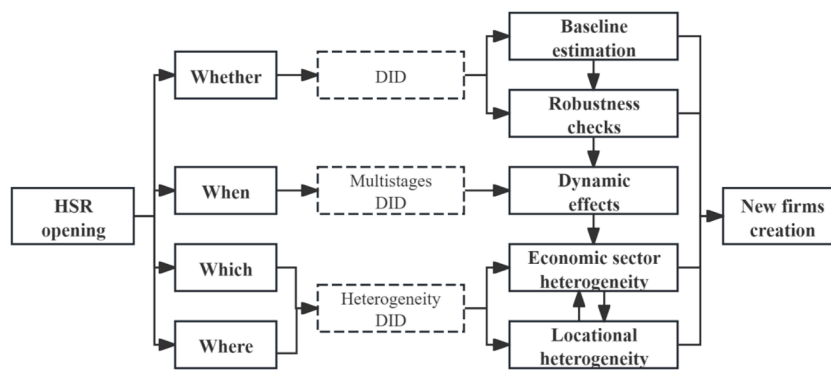 HSR
opening
Whether
When
Which
Where
DID
Multistages
DID
Heterogeneity
DID
Baseline
estimation
Robustness
checks
Dynamic
effects
Economic sector
heterogeneity
Locational
heterogeneity
New firms
creation